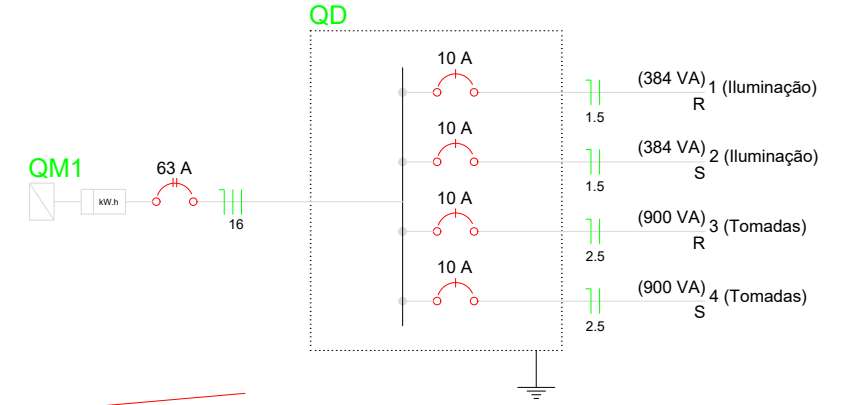 QD
10 A
(384 VA) 1 (Iluminação)
R
1.5
10 A
(384 VA) 2 (Iluminação)
S
1.5
QM1
63 A
kW.h
16
10 A
(900 VA) 3 (Tomadas)
R
2.5
10 A
(900 VA) 4 (Tomadas)
S
2.5